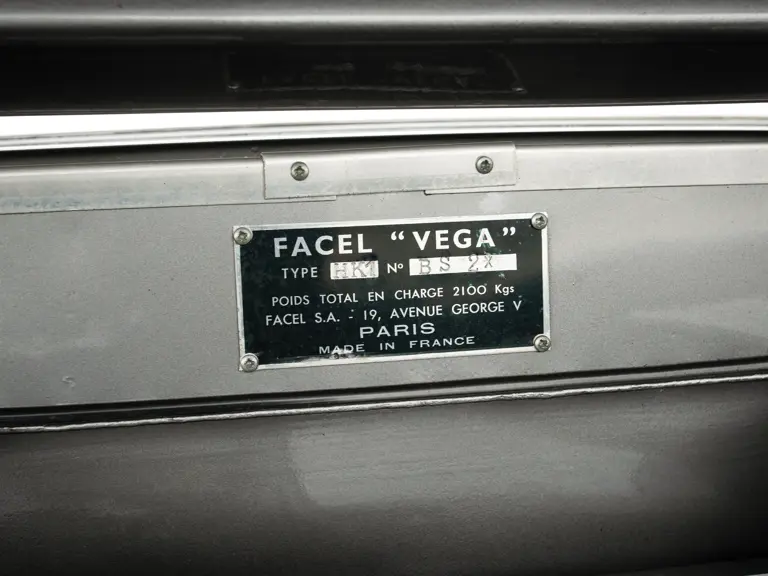 FACEL “VEGA”
TYPE HK1 Nº BS 2X
POIDS TOTAL EN CHARGE 2100 Kgs
FACEL S.A. - 19, AVENUE GEORGE V
PARIS
MADE IN FRANCE